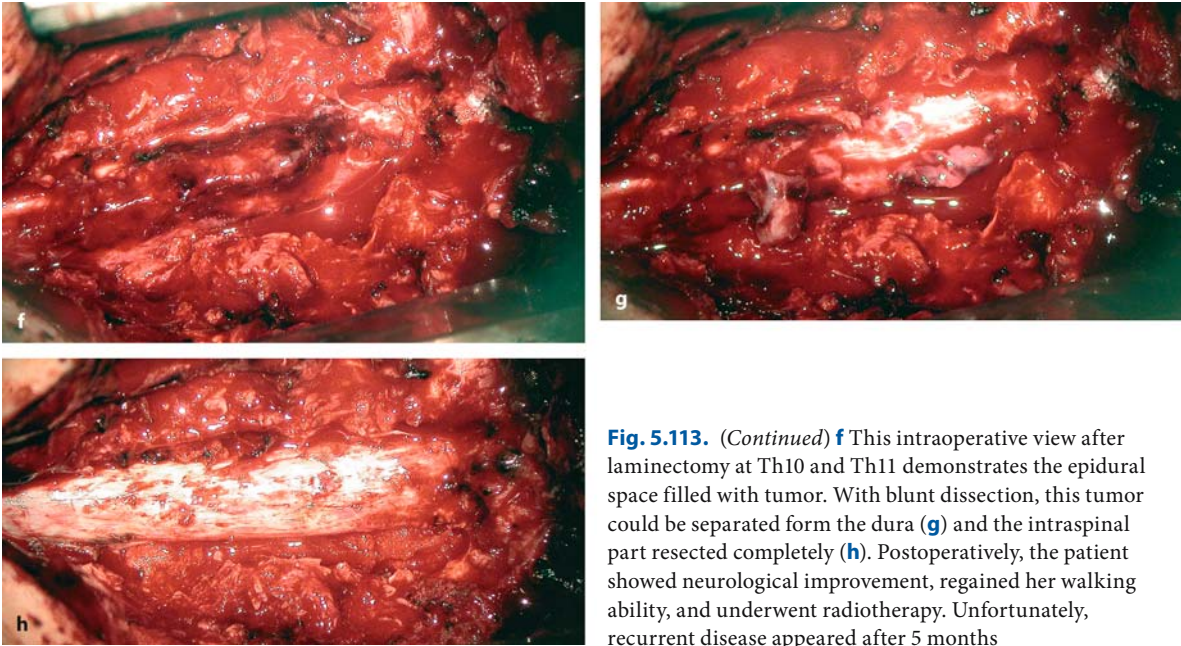 f
g
h
Fig. 5.113. (Continued) f This intraoperative view after
laminectomy at Th10 and Th11 demonstrates the epidural
space filled with tumor. With blunt dissection, this tumor
could be separated form the dura (g) and the intraspinal
part resected completely (h). Postoperatively, the patient
showed neurological improvement, regained her walking
ability, and underwent radiotherapy. Unfortunately,
recurrent disease appeared after 5 months